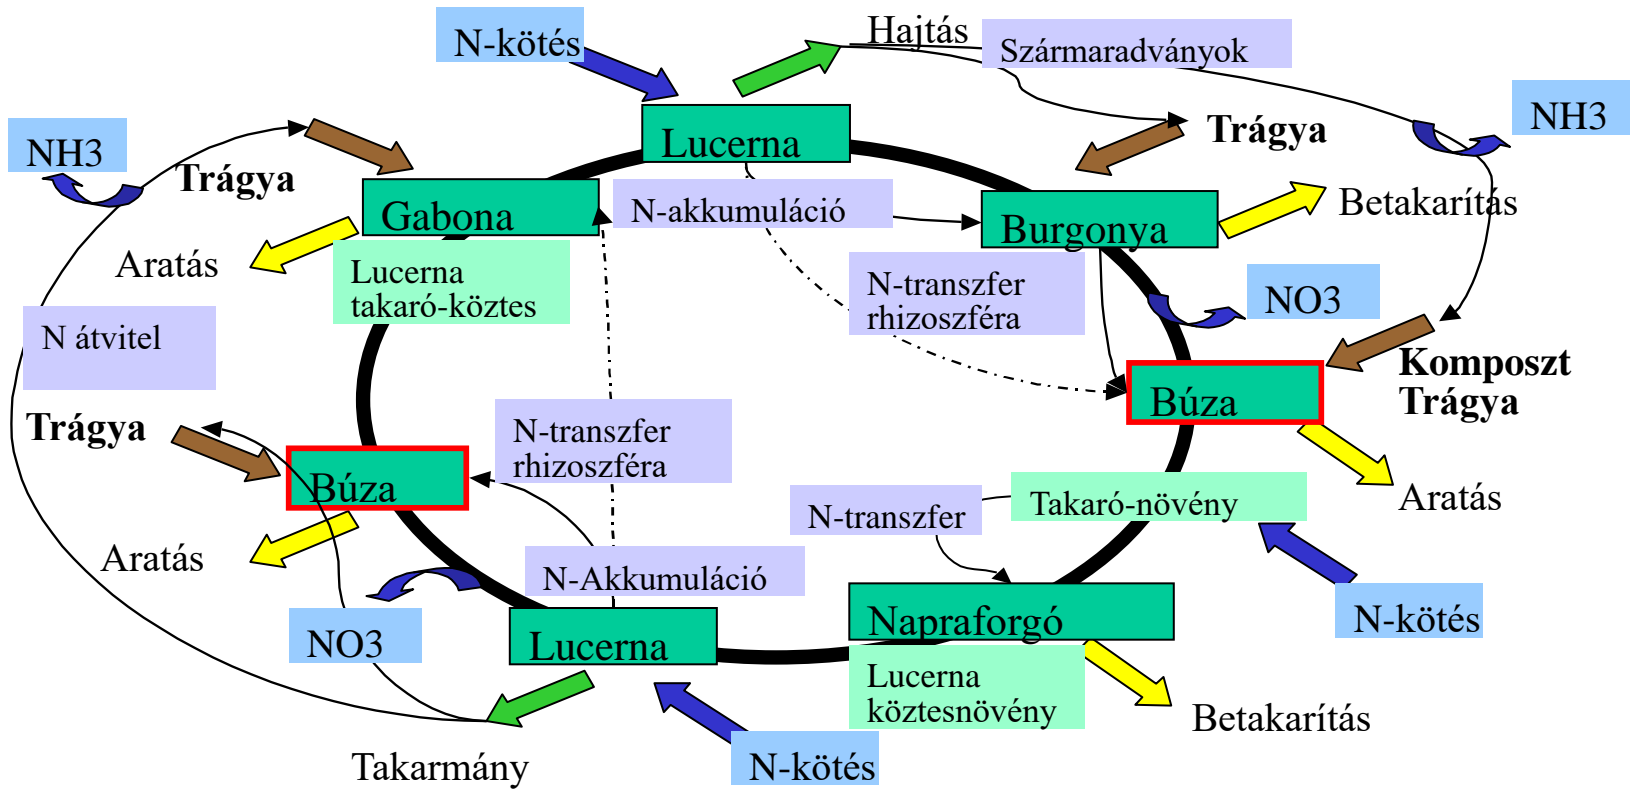 Hajtás
N-kötés
Származadványok
NH3
Lucerna
Trágya
NH3
Trágya
Gabona
N-akkumuláció
Burgonya
Betakarítás
Aratás
Lucerna
takaró-köztes
N-transzfer
rhizoszféra
NO3
N átvitel
Komposzt
Trágya
Búza
Trágya
N-transzfer
rhizoszféra
Búza
Aratás
N-transzfer
Takaró-növény
Aratás
N-Akkumuláció
NO3
Lucerna
Napraforgó
N-kötés
Lucerna
köztesnövény
Betakarítás
Takarmány
N-kötés